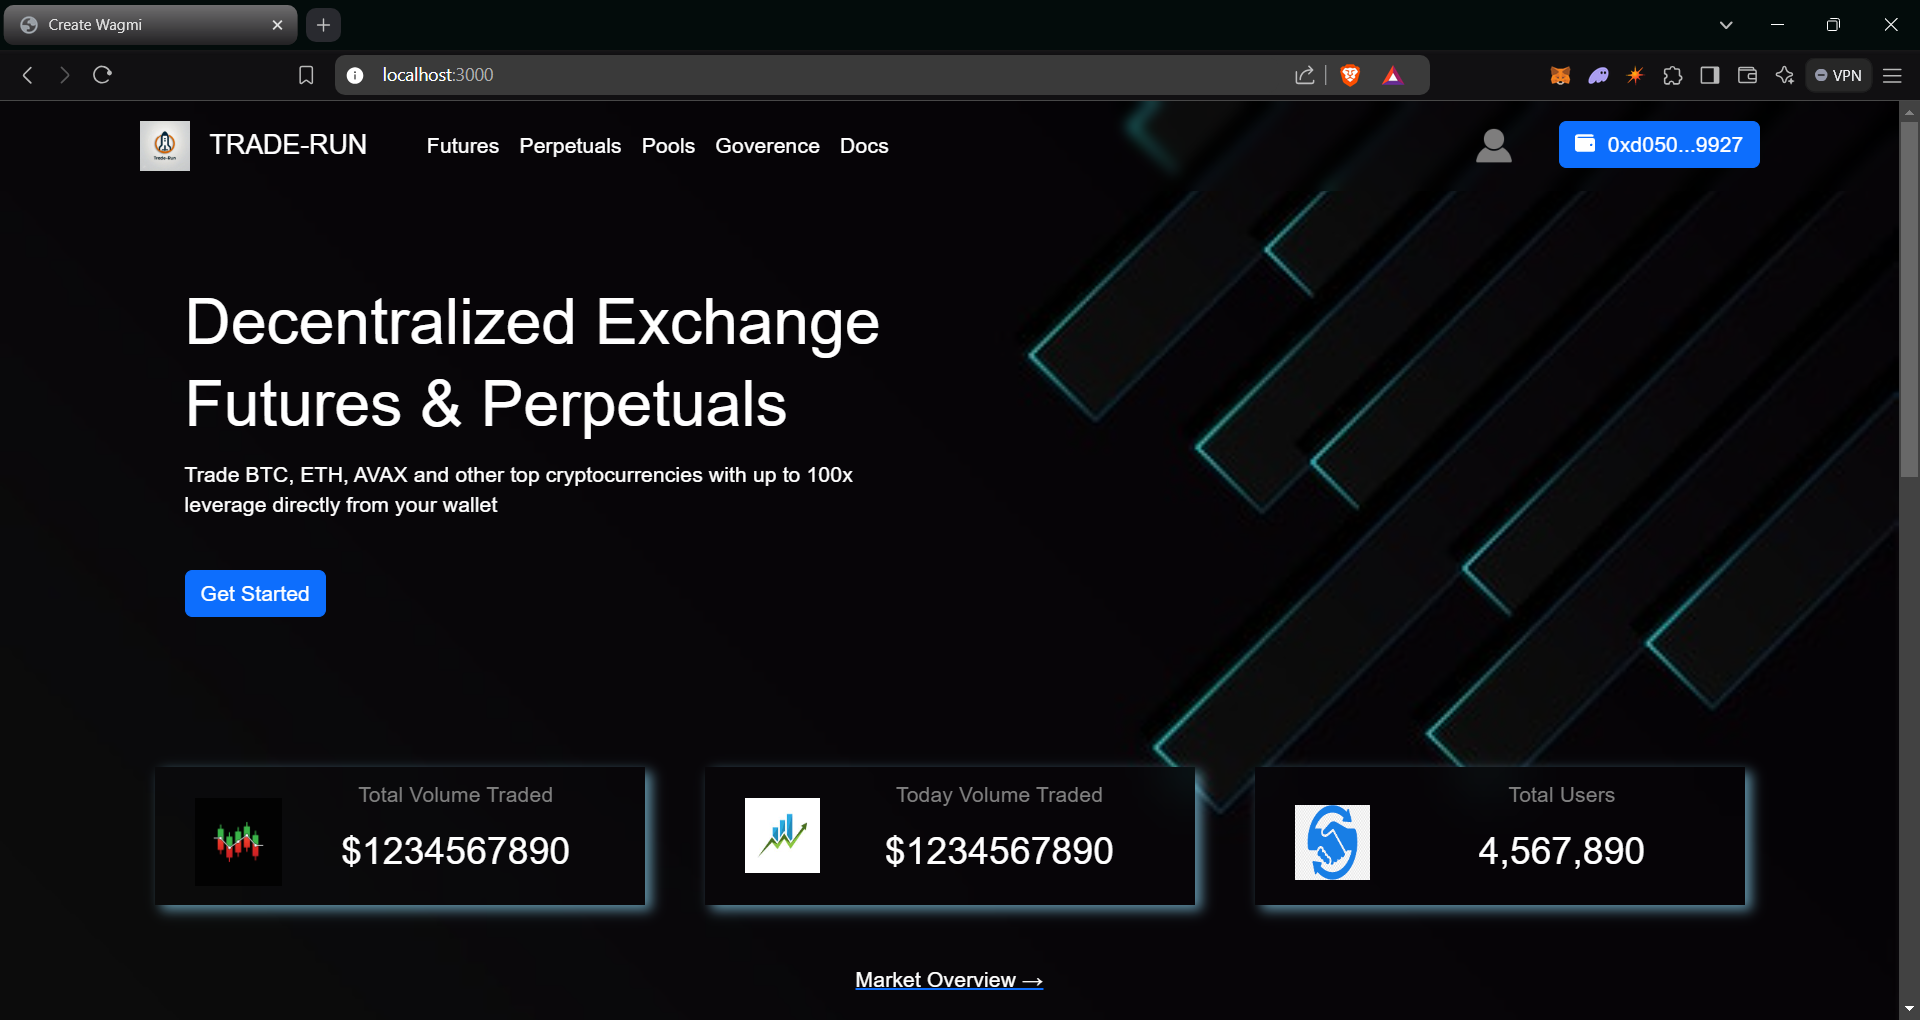 Create Wagmi
localhost:3000
VPN
Trade-Run
TRADE-RUN
Futures
Perpetuals
Pools
Goverence
Docs
0xd050...9927
Decentralized Exchange
Futures & Perpetuals
Trade BTC, ETH, AVAX and other top cryptocurrencies with up to 100x
leverage directly from your wallet
Get Started
Total Volume Traded
$1234567890
Today Volume Traded
$1234567890
Total Users
4,567,890
Market Overview →